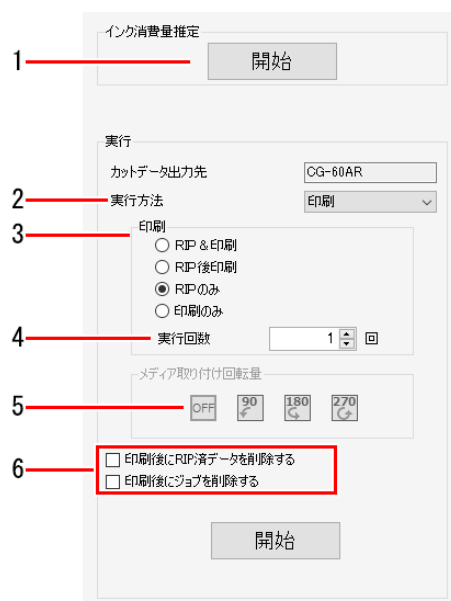 インク消費量推定
1
開始
実行
カットデータ出力先 CG-60AR
2 実行方法 印刷
3 印刷
RIP & 印刷
RIP後印刷
RIPのみ
印刷のみ
4 実行回数 1 回
メディア取り付け回転量
5 OFF 90 180 270
6 印刷後にRIP済データを削除する
印刷後にジョブを削除する
開始